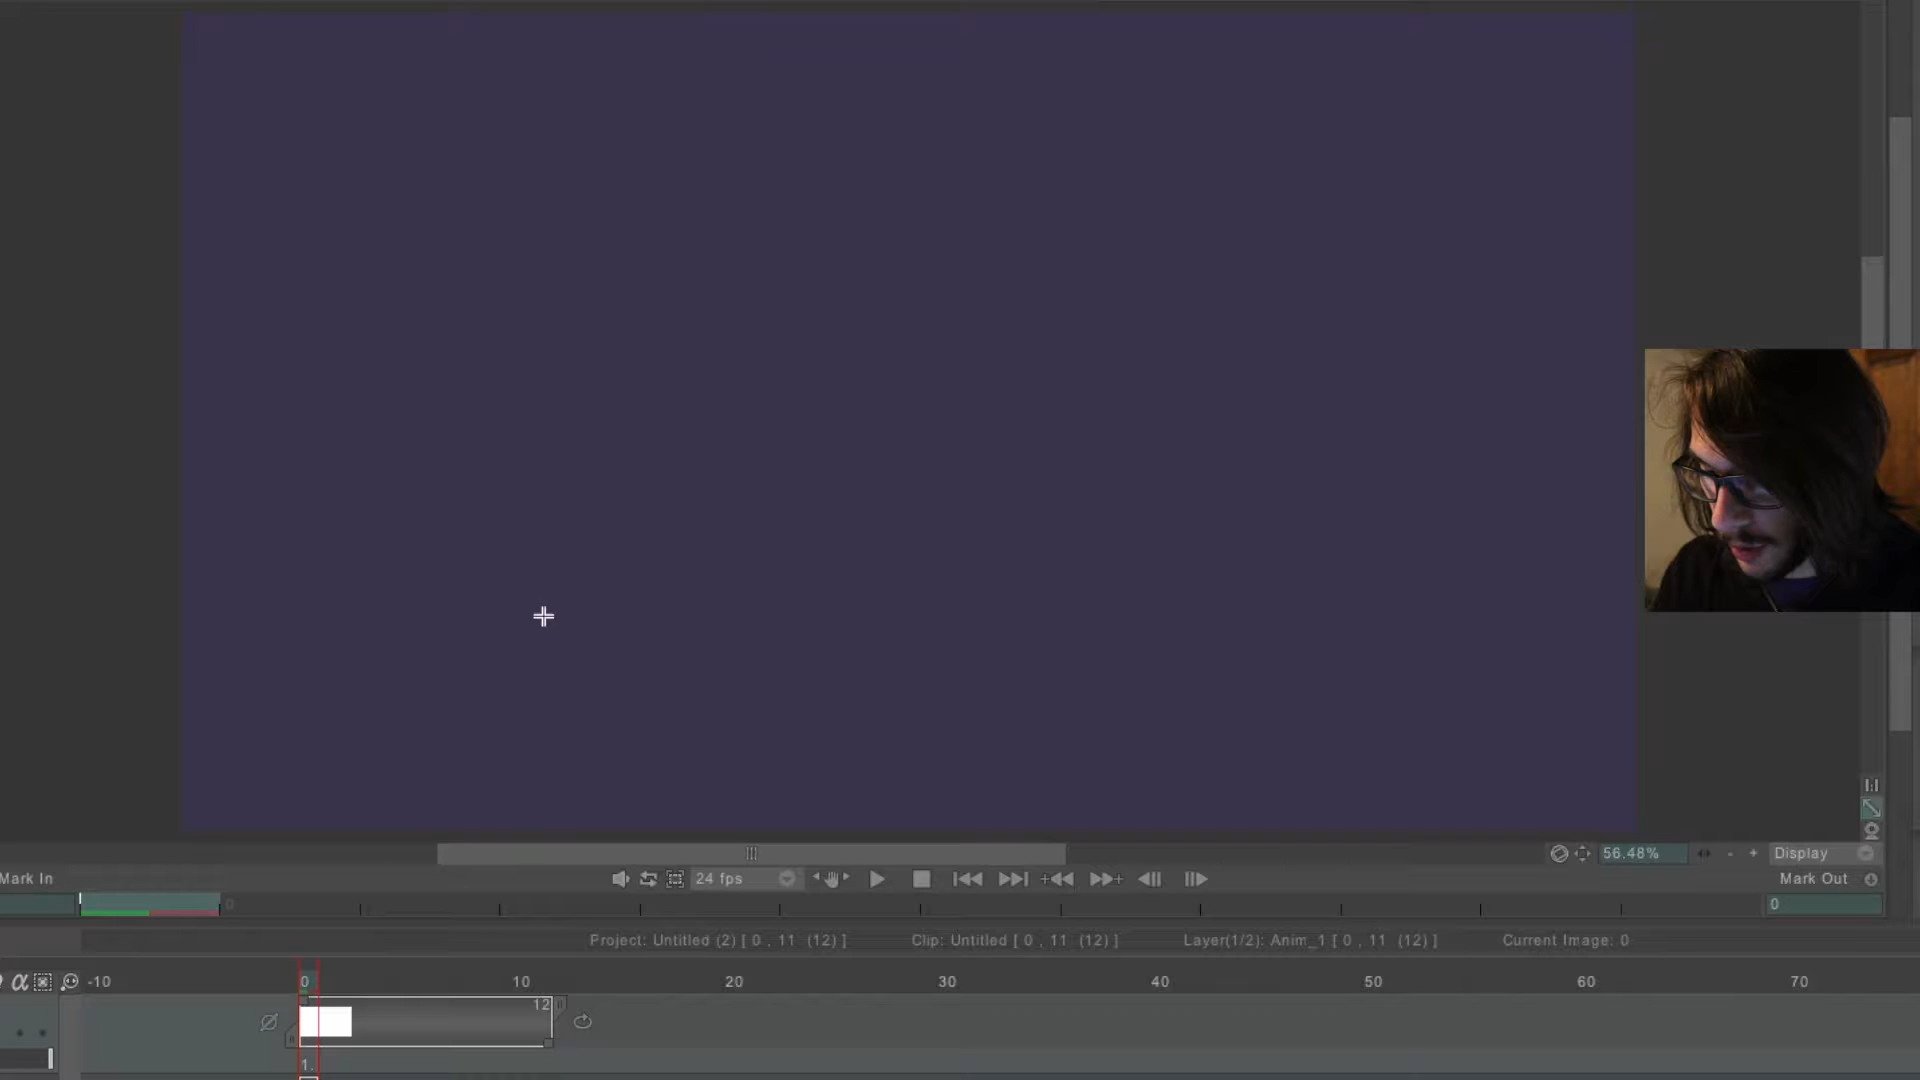 56.48%
- +
Display
Mark In
24 fps
Mark Out
0
0
Project: Untitled (2) [ 0 , 11 (12) ]
Clip: Untitled [ 0 , 11 (12) ]
Layer(1/2): Anim_1 [ 0 , 11 (12) ]
Current Image: 0
α
-10 0 10 20 30 40 50 60 70
12
1.